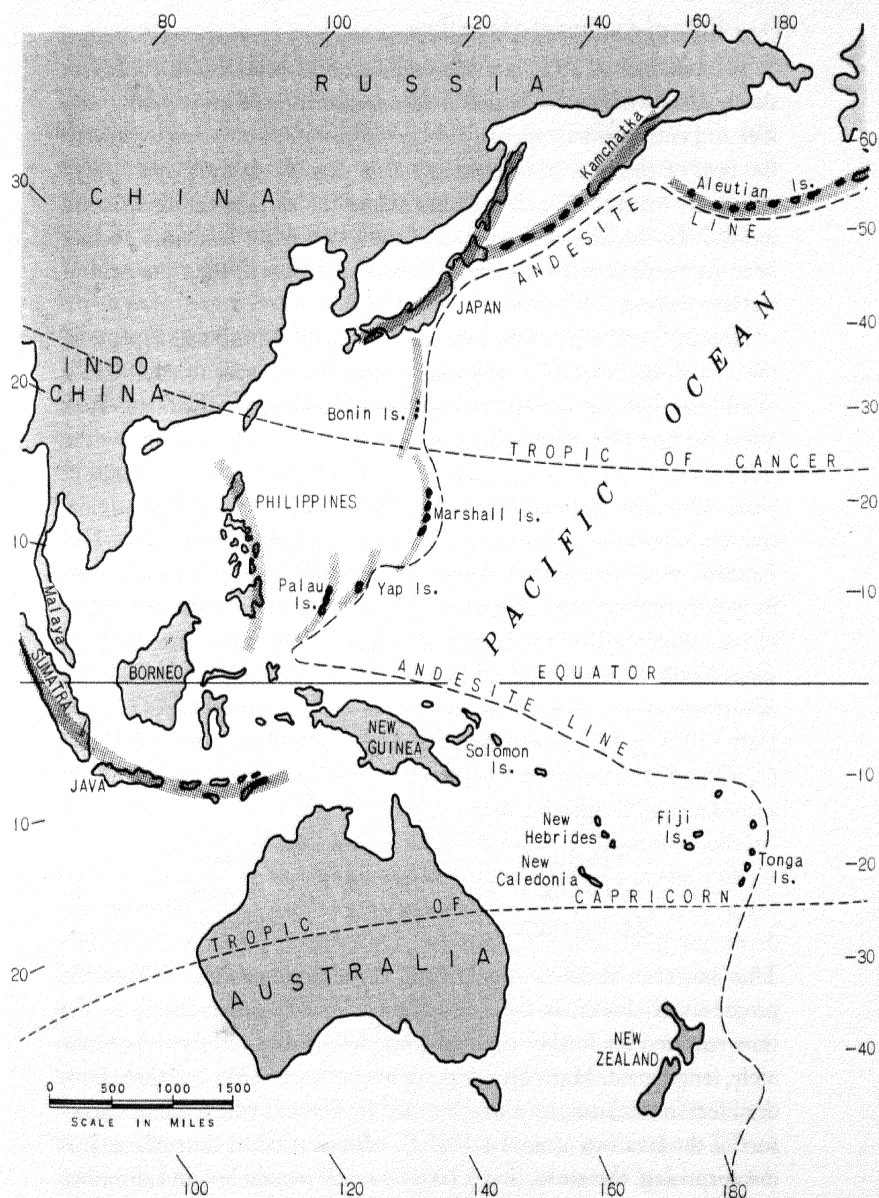 80 100 120 140 160 180
RUSSIA
60
Kamchatka
Aleutian Is.
30
CHINA
ANDESITE LINE
50
JAPAN
40
PACIFIC OCEAN
INDO
CHINA
20
Bonin Is.
30
TROPIC OF CANCER
PHILIPPINES
Marshall Is.
20
10
Malaya
Palau
Is.
Yap Is.
10
SUMATRA
BORNEO
ANDESITE LINE
EQUATOR
NEW
GUINEA
Solomon
Is.
JAVA
10
10
New
Hebrides
Fiji
Is.
New
Caledonia
Tonga
Is.
20
TROPIC OF CAPRICORN
AUSTRALIA
30
20
NEW
ZEALAND
40
0 500 1000 1500
SCALE IN MILES
100 120 140 160 180